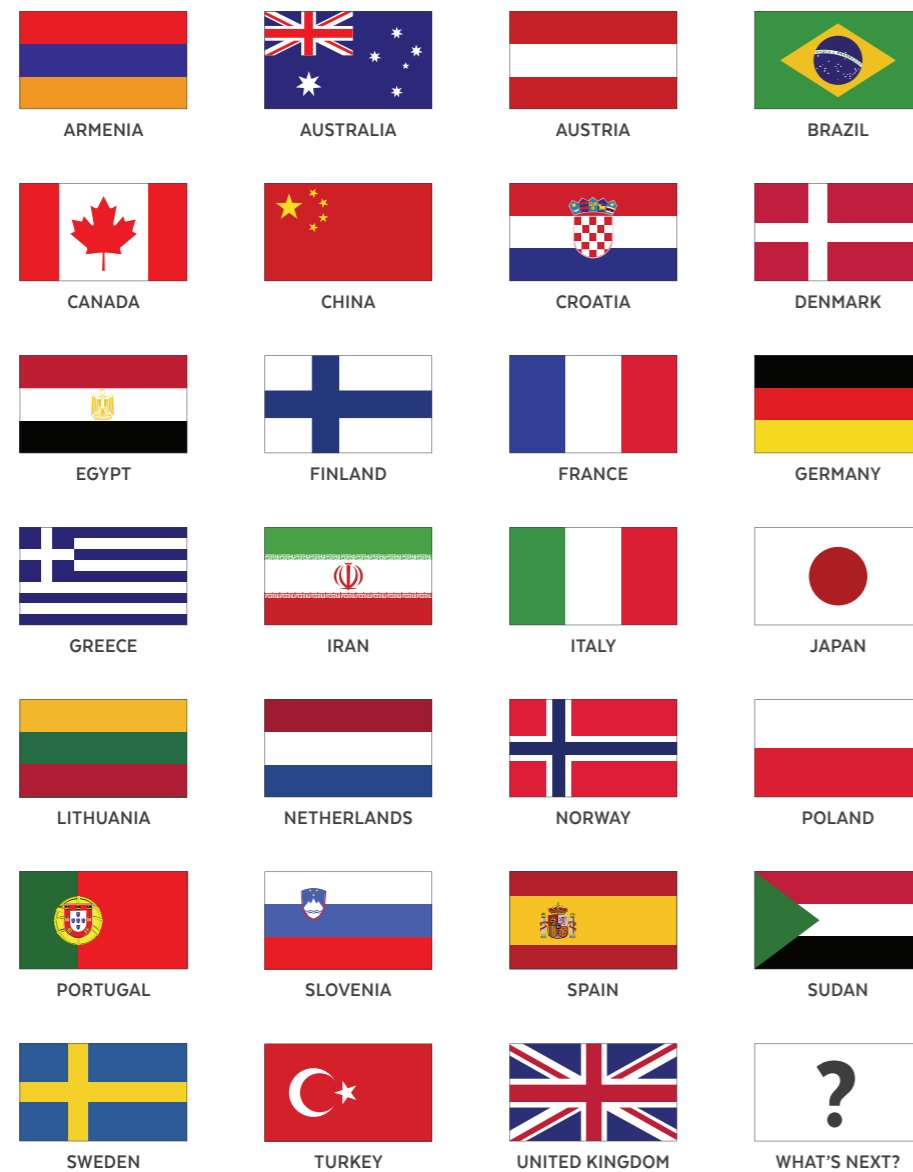 ARMENIA
AUSTRALIA
AUSTRIA
BRAZIL
CANADA
CHINA
CROATIA
DENMARK
EGYPT
FINLAND
FRANCE
GERMANY
GREECE
IRAN
ITALY
JAPAN
LITHUANIA
NETHERLANDS
NORWAY
POLAND
PORTUGAL
SLOVENIA
SPAIN
SUDAN
SWEDEN
TURKEY
UNITED KINGDOM
?
WHAT'S NEXT?